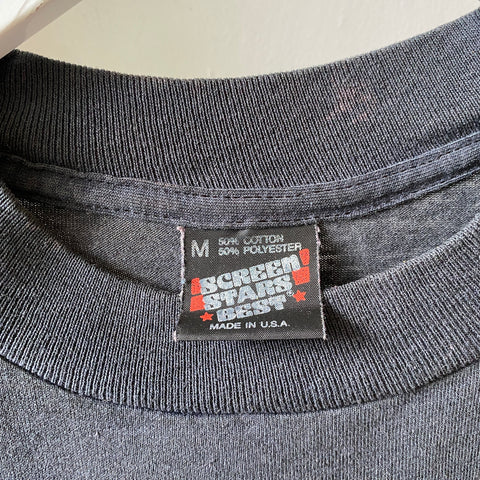 M 50% COTTON
50% POLYESTER
SCREEN
STARS
BEST®
MADE IN U.S.A.